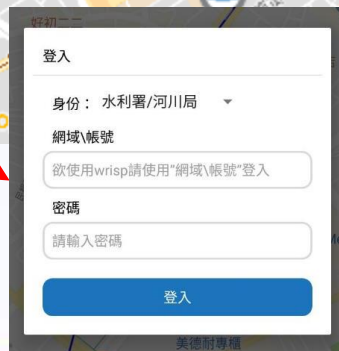 好初二二
登入
身份： 水利署/河川局
網域\帳號
欲使用wrisp請使用"網域\帳號"登入
密碼
請輸入密碼
登入
美德耐專櫃